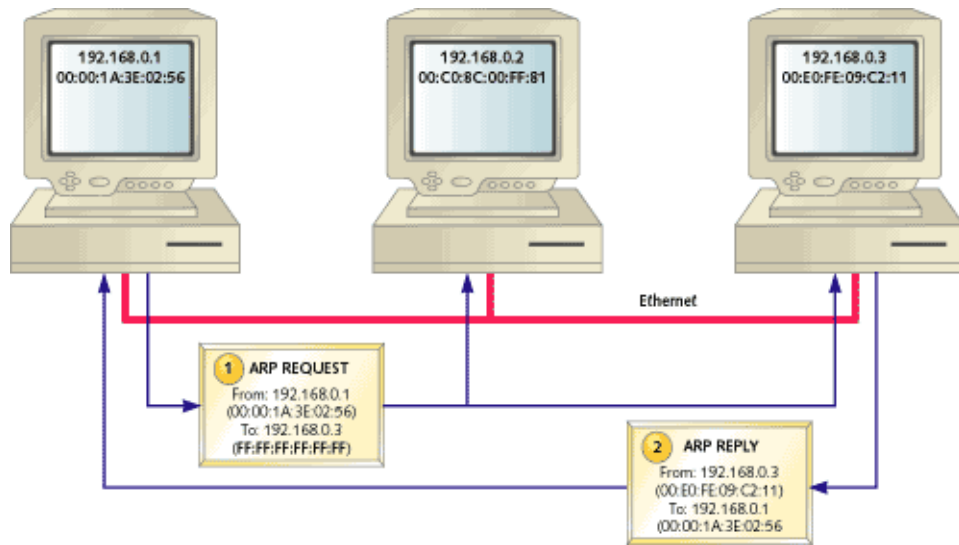 192.168.0.1
00:00:1A:3E:02:56
192.168.0.2
00:C0:8C:00:FF:81
192.168.0.3
00:E0:FE:09:C2:11
Ethernet
1 ARP REQUEST
From: 192.168.0.1
(00:00:1A:3E:02:56)
To: 192.168.0.3
(FF:FF:FF:FF:FF:FF)
2 ARP REPLY
From: 192.168.0.3
(00:E0:FE:09:C2:11)
To: 192.168.0.1
(00:00:1A:3E:02:56